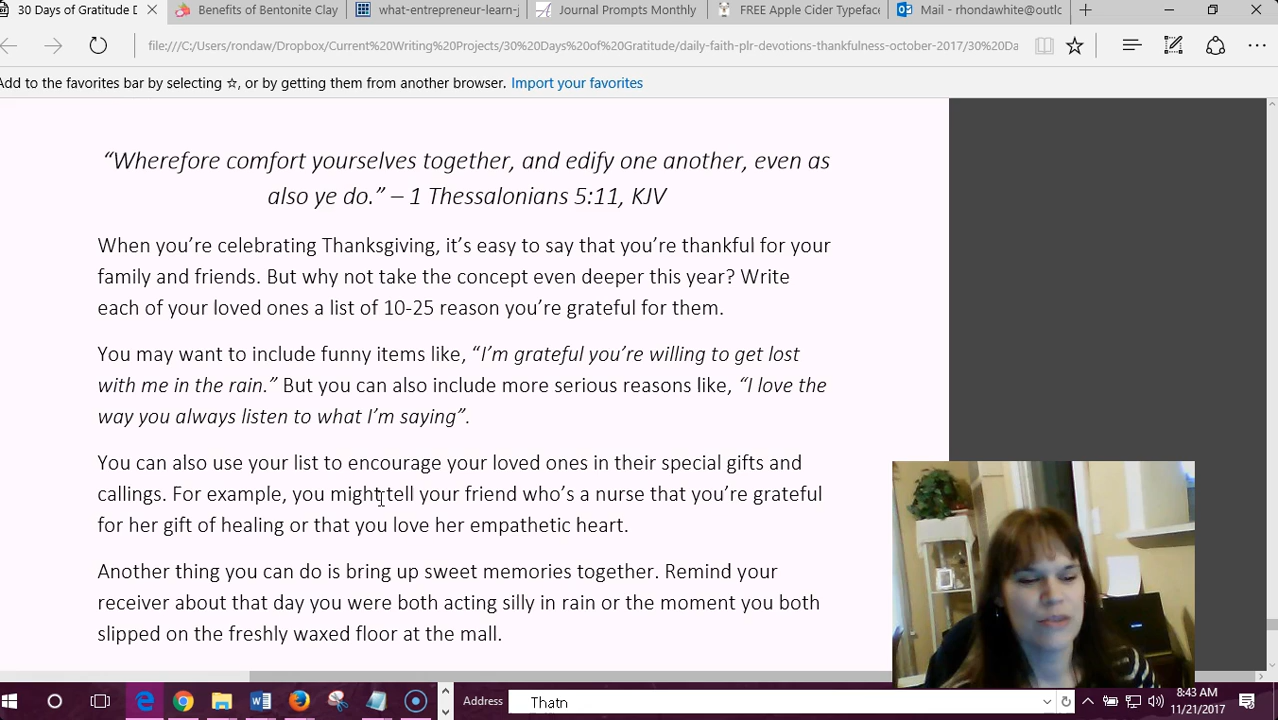 30 Days of Gratitude D
Benefits of Bentonite Clay
what-entrepreneur-learn-j
Journal Prompts Monthly
FREE Apple Cider Typeface
Mail - rhondawhite@outlo
file:///C:/Users/rondaw/Dropbox/Current%20Writing%20Projects/30%20Days%20of%20Gratitude/daily-faith-plr-devotions-thankfulness-october-2017/30%20Da
Add to the favorites bar by selecting ☆, or by getting them from another browser. Import your favorites
“Wherefore comfort yourselves together, and edify one another, even as
also ye do.” – 1 Thessalonians 5:11, KJV
When you’re celebrating Thanksgiving, it’s easy to say that you’re thankful for your
family and friends. But why not take the concept even deeper this year? Write
each of your loved ones a list of 10-25 reason you’re grateful for them.
You may want to include funny items like, “I’m grateful you’re willing to get lost
with me in the rain.” But you can also include more serious reasons like, “I love the
way you always listen to what I’m saying”.
You can also use your list to encourage your loved ones in their special gifts and
callings. For example, you might tell your friend who’s a nurse that you’re grateful
for her gift of healing or that you love her empathetic heart.
Another thing you can do is bring up sweet memories together. Remind your
receiver about that day you were both acting silly in rain or the moment you both
slipped on the freshly waxed floor at the mall.
Address
Thatn
8:43 AM
11/21/2017